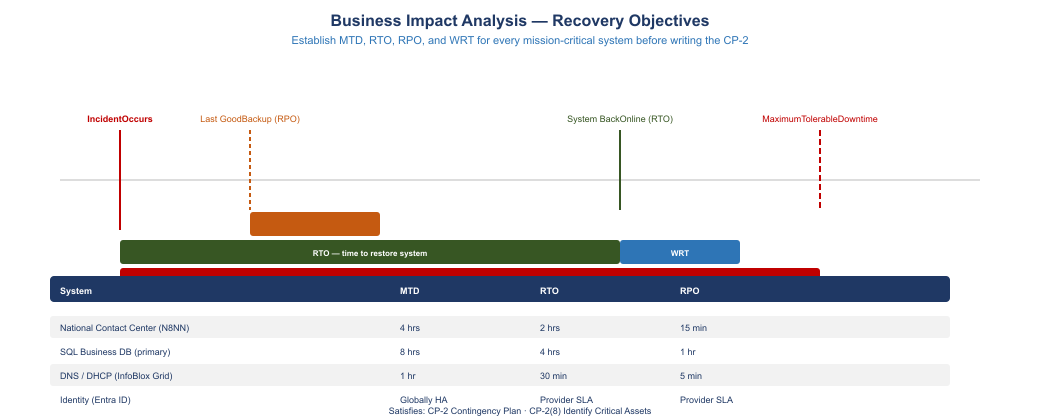 Business Impact Analysis — Recovery Objectives
Establish MTD, RTO, RPO, and WRT for every mission-critical system before writing the CP-2
IncidentOccurs
Last GoodBackup (RPO)
System BackOnline (RTO)
MaximumTolerableDowntime
RTO — time to restore system
WRT
System MTD RTO RPO
National Contact Center (N8NN) 4 hrs 2 hrs 15 min
SQL Business DB (primary) 8 hrs 4 hrs 1 hr
DNS / DHCP (InfoBlox Grid) 1 hr 30 min 5 min
Identity (Entra ID) Globally HA Provider SLA Provider SLA
Satisfies: CP-2 Contingency Plan · CP-2(8) Identify Critical Assets